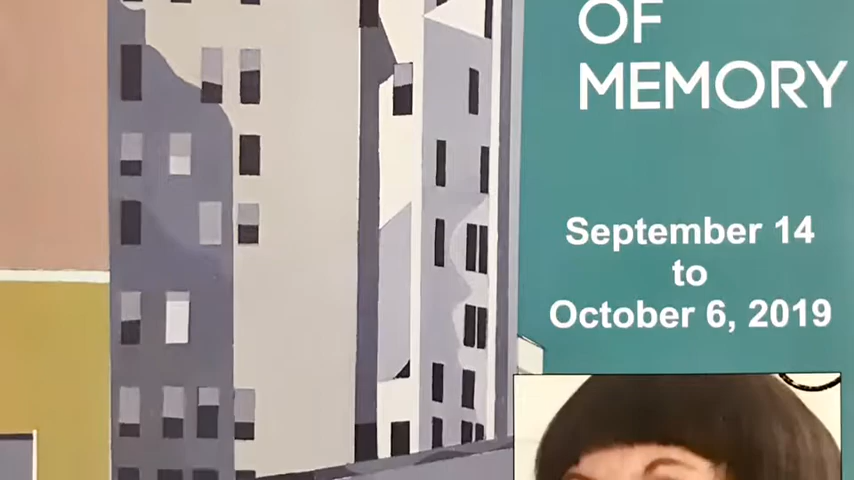 OF
MEMORY
September 14
to
October 6, 2019